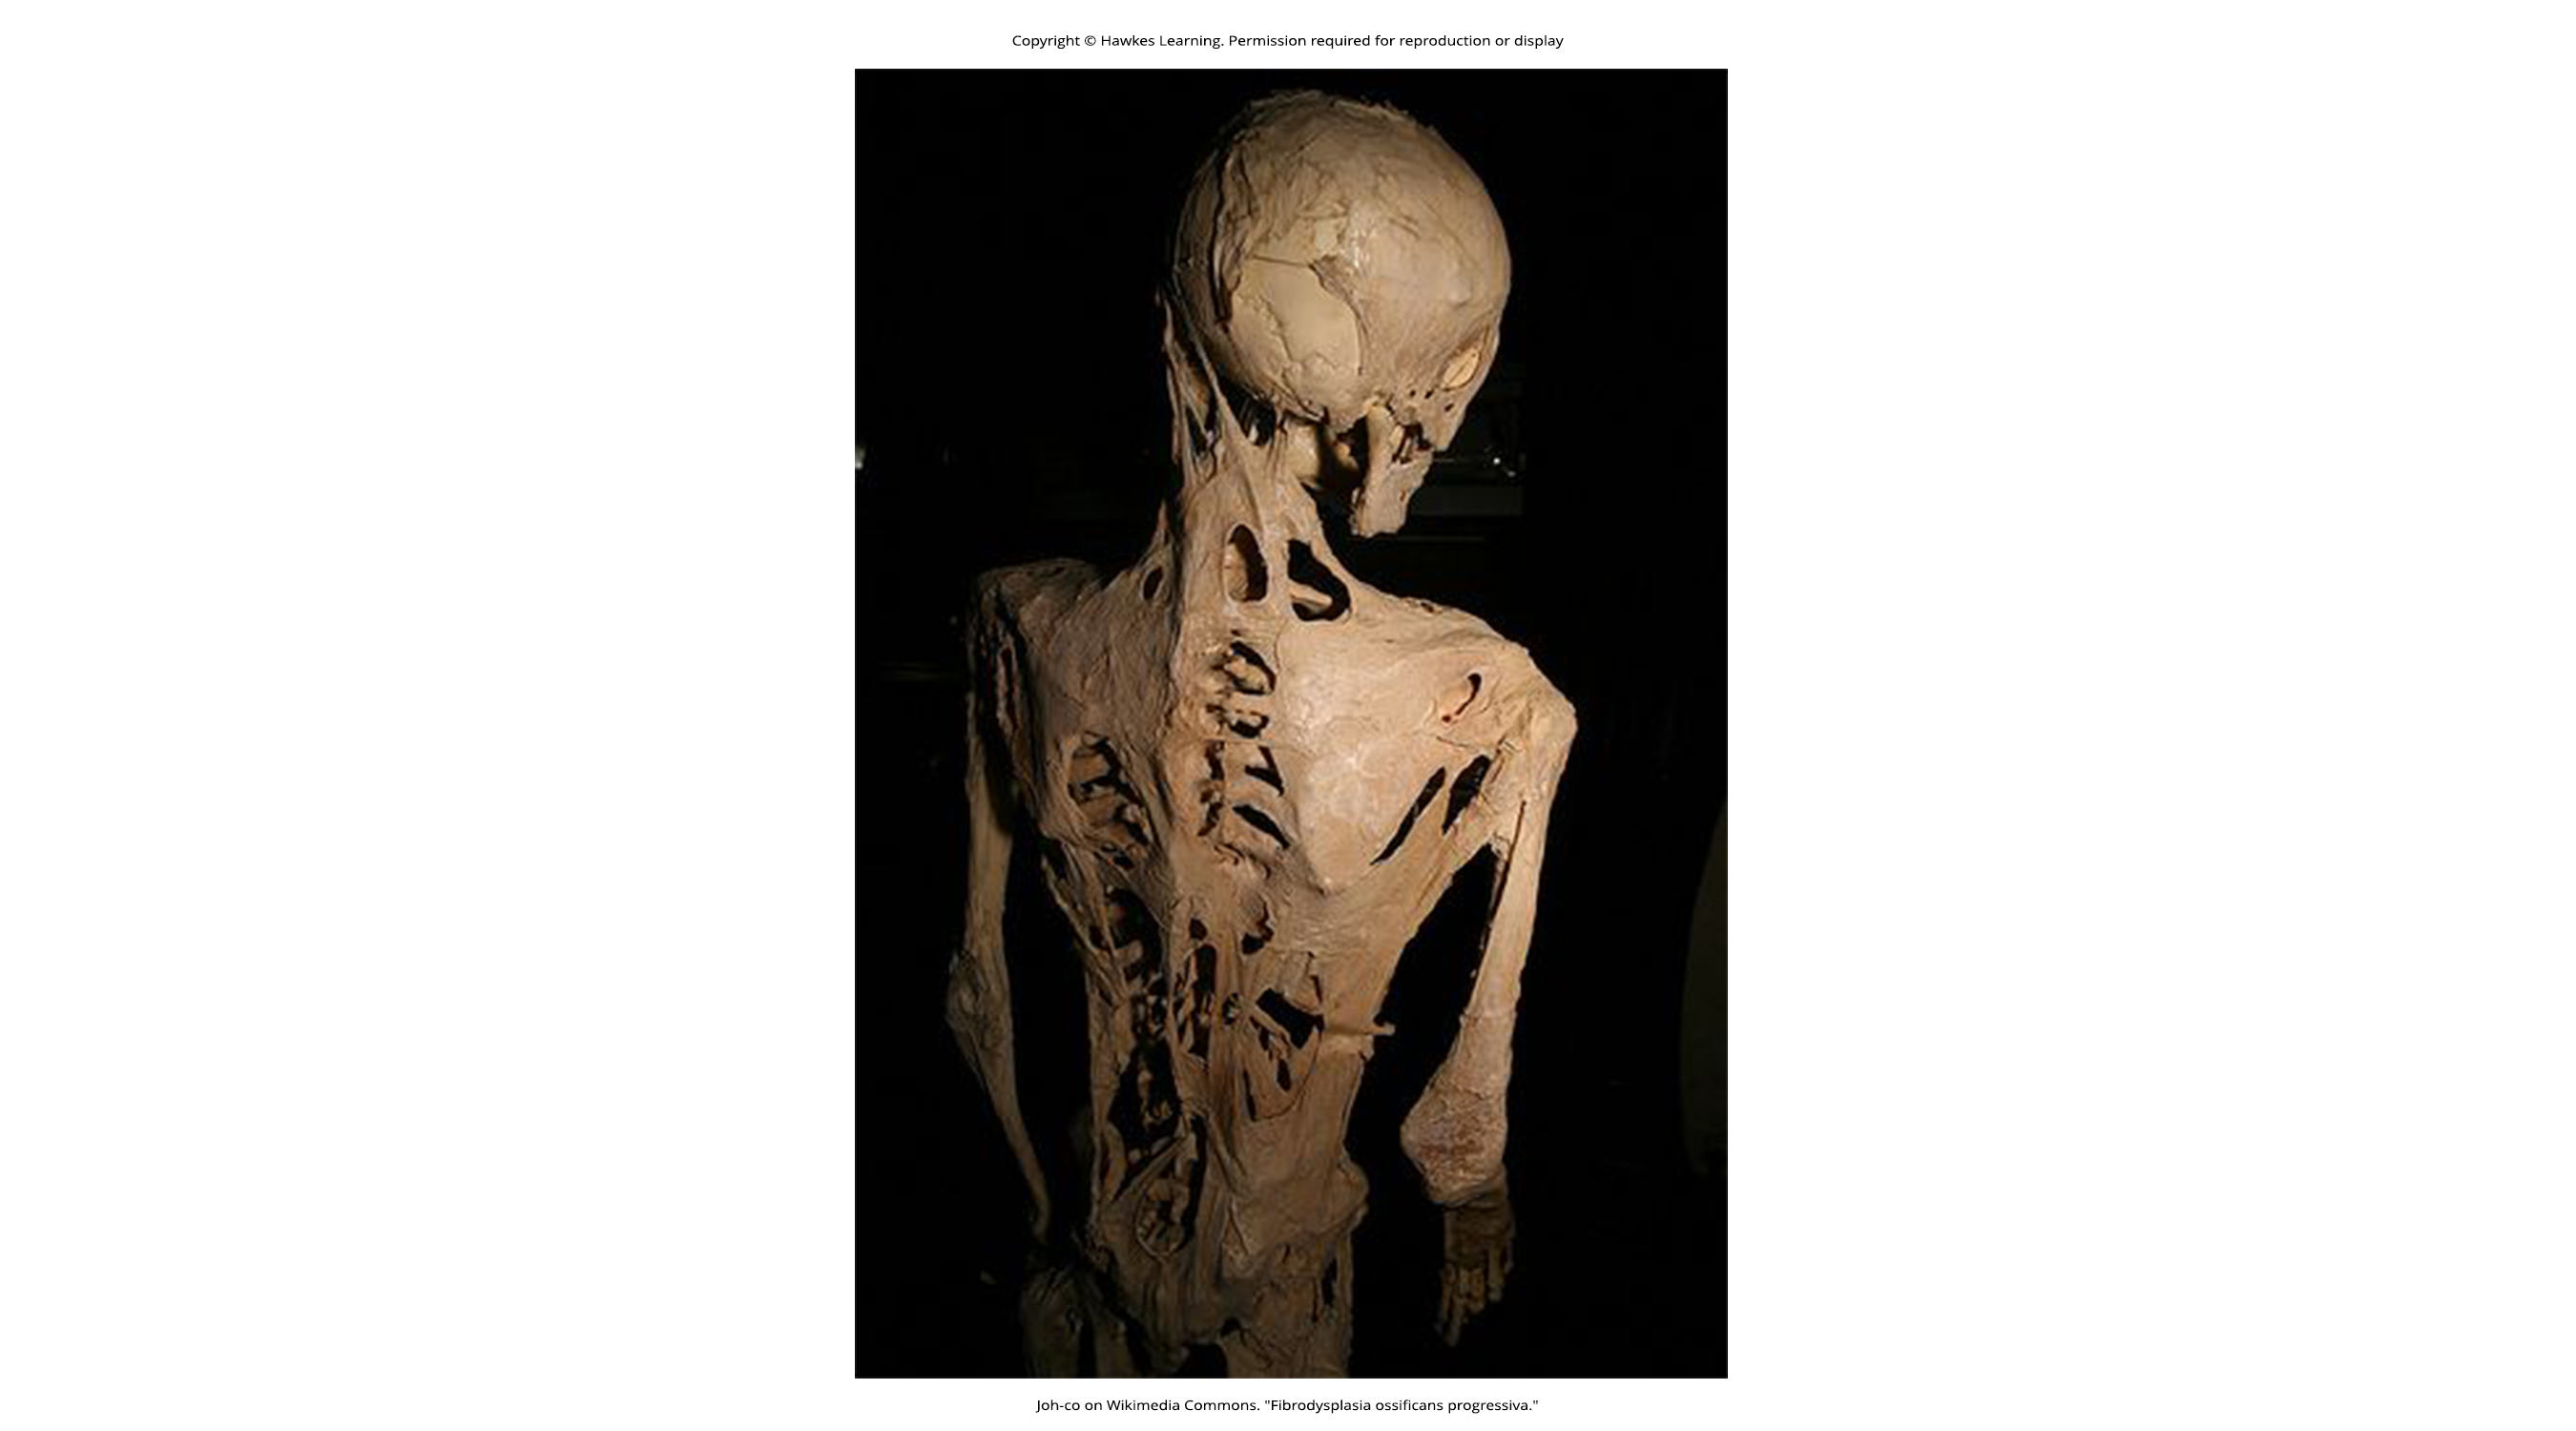 Copyright © Hawkes Learning. Permission required for reproduction or display
Joh-co on Wikimedia Commons. "Fibrodysplasia ossificans progressiva."